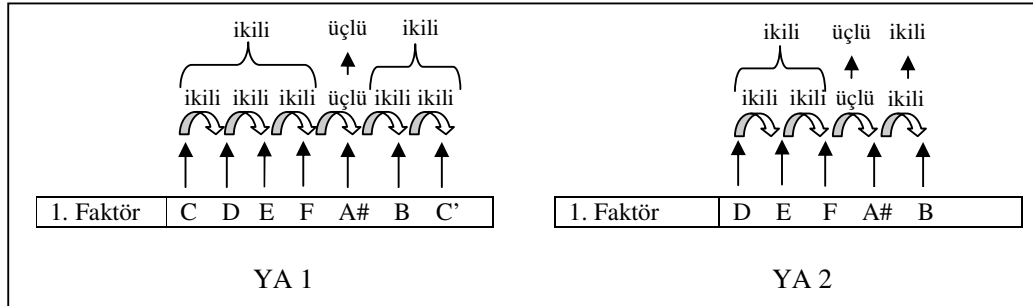 ikili üçlü ikili
ikili ikili ikili üçlü ikili ikili
1. Faktör C D E F A# B C’
YA 1
ikili üçlü ikili
ikili ikili üçlü ikili
1. Faktör D E F A# B
YA 2